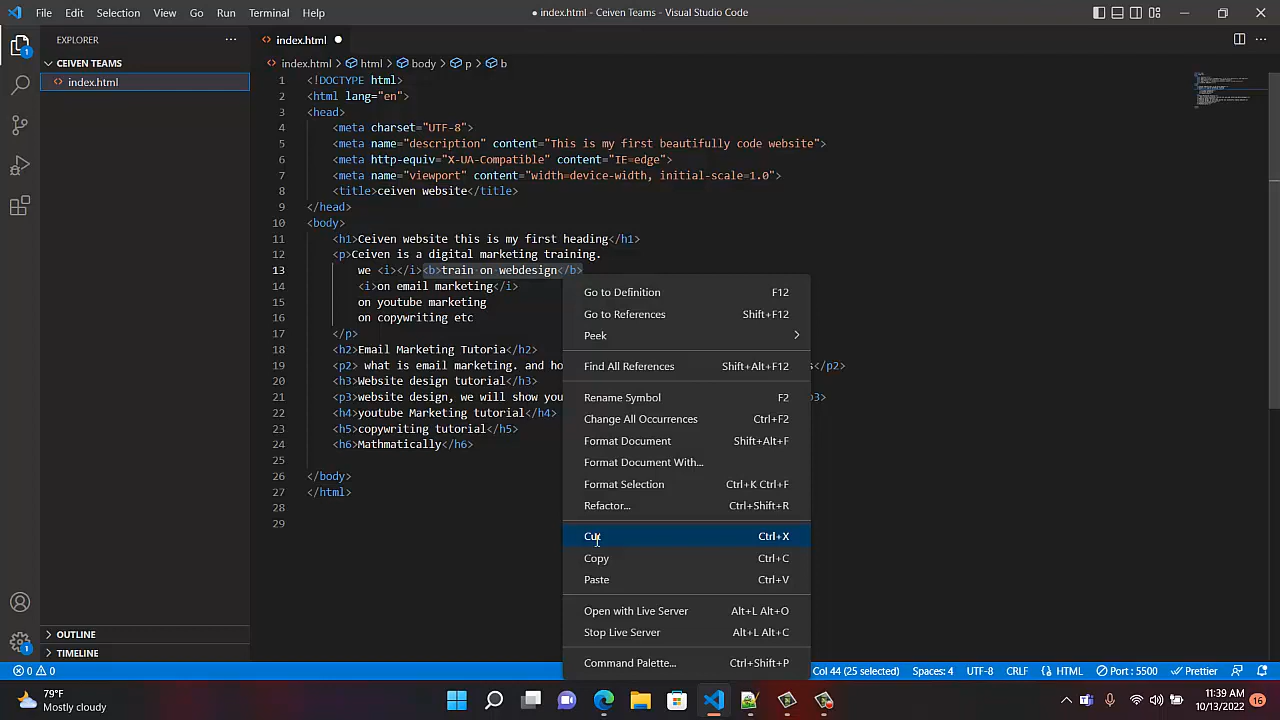 File Edit Selection View Go Run Terminal Help
● index.html - Ceiven Teams - Visual Studio Code
EXPLORER
index.html
CEIVEN TEAMS
index.html
index.html > html > body > p > b
1 <!DOCTYPE html>
2 <html lang="en">
3 <head>
4 <meta charset="UTF-8">
5 <meta name="description" content="This is my first beautifully code website">
6 <meta http-equiv="X-UA-Compatible" content="IE=edge">
7 <meta name="viewport" content="width=device-width, initial-scale=1.0">
8 <title>ceiven website</title>
9 </head>
10 <body>
11 <h1>Ceiven website this is my first heading</h1>
12 <p>Ceiven is a digital marketing training.
13 we <i></i><b>train on webdesign</b>
14 <i>on email marketing</i>
15 on youtube marketing
16 on copywriting etc
17 </p>
18 <h2>Email Marketing Tutoria</h2>
19 <p2> what is email marketing. and ho s</p2>
20 <h3>Website design tutorial</h3>
21 <p3>website design, we will show you p3>
22 <h4>youtube Marketing tutorial</h4>
23 <h5>copywriting tutorial</h5>
24 <h6>Mathmatically</h6>
25
26 </body>
27 </html>
28
29
Go to Definition F12
Go to References Shift+F12
Peek
Find All References Shift+Alt+F12
Rename Symbol F2
Change All Occurrences Ctrl+F2
Format Document Shift+Alt+F
Format Document With...
Format Selection Ctrl+K Ctrl+F
Refactor... Ctrl+Shift+R
Cut Ctrl+X
Copy Ctrl+C
Paste Ctrl+V
Open with Live Server Alt+L Alt+O
Stop Live Server Alt+L Alt+C
Command Palette... Ctrl+Shift+P
1
1
OUTLINE
TIMELINE
0 0 Col 44 (25 selected) Spaces: 4 UTF-8 CRLF {} HTML Port : 5500 Prettier
79°F
Mostly cloudy
11:39 AM
10/13/2022
16